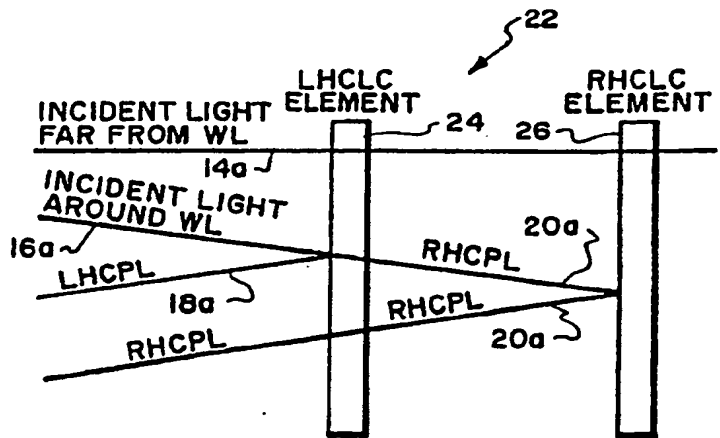 22
LHCLC
ELEMENT
24
RHCLC
ELEMENT
26
INCIDENT LIGHT
FAR FROM WL
14a
INCIDENT LIGHT
AROUND WL
16a
RHCPL
20a
LHCPL
18a
RHCPL
20a
RHCPL